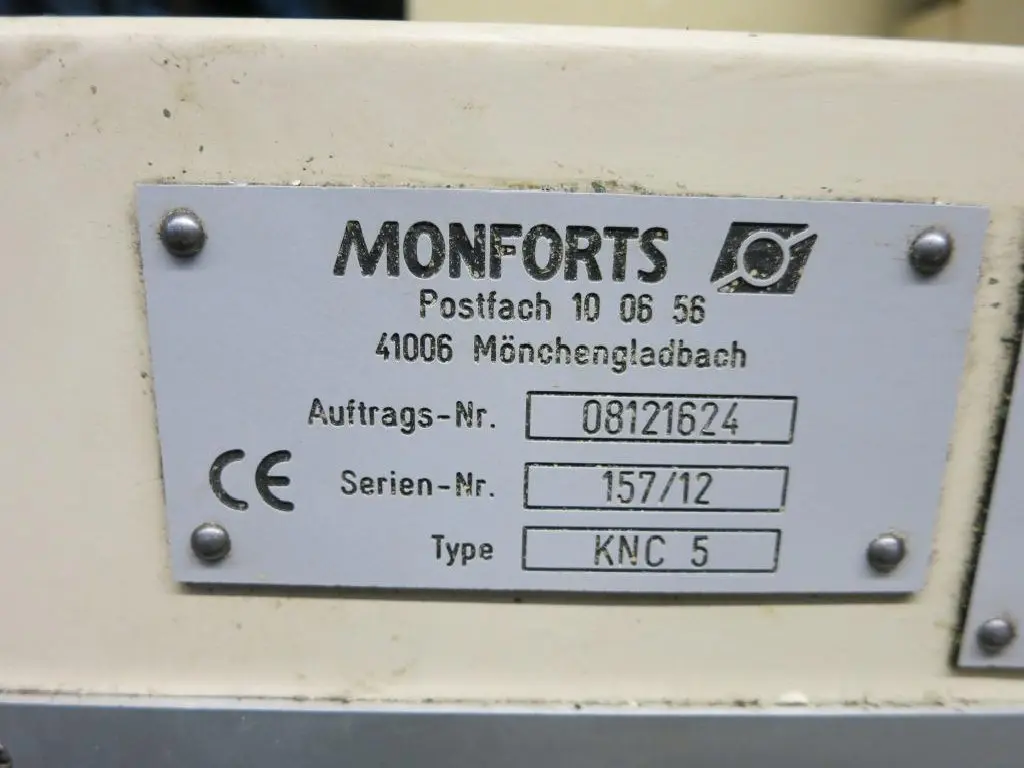 MONFORTS
Postfach 10 06 56
41006 Mönchengladbach
Auftrags-Nr. 08121624
CE Serien-Nr. 157/12
Type KNC 5